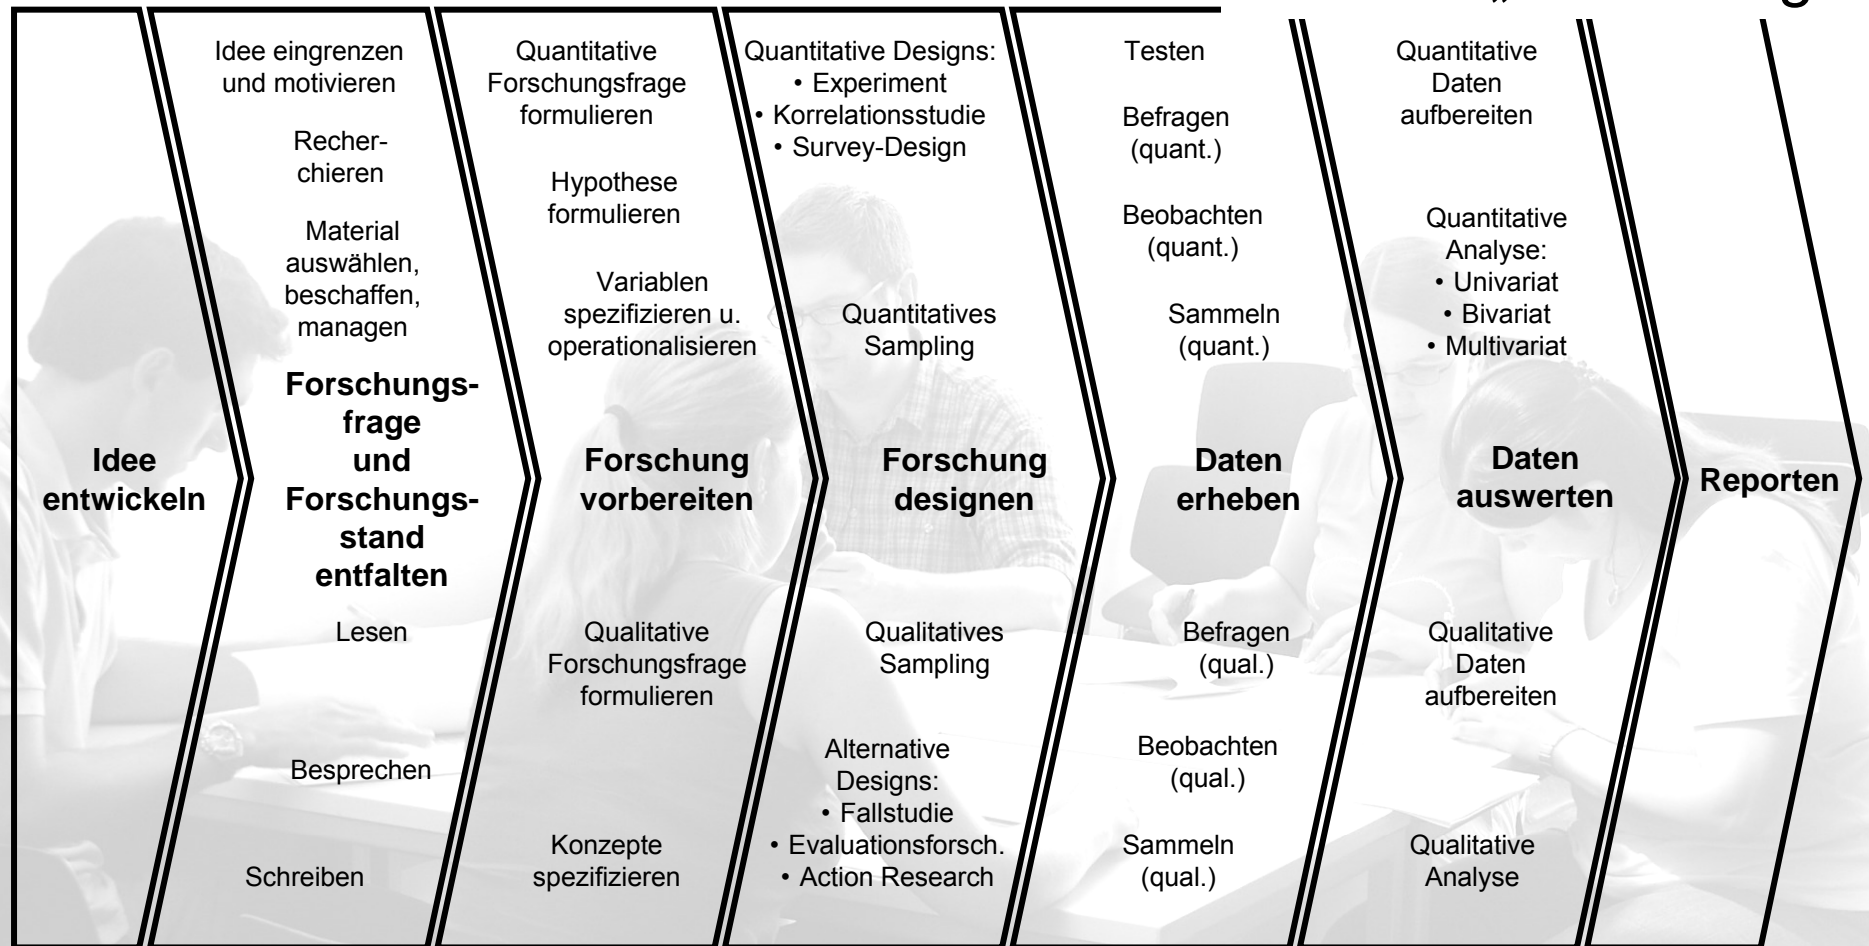 Idee
entwickeln
Idee eingrenzen
und motivieren
Recher-
chieren
Material
auswählen,
beschaffen,
managen
Forschungs-
frage
und
Forschungs-
stand
entfalten
Lesen
Besprechen
Schreiben
Quantitative
Forschungsfrage
formulieren
Hypothese
formulieren
Variablen
spezifizieren u.
operationalisieren
Forschung
vorbereiten
Qualitative
Forschungsfrage
formulieren
Konzepte
spezifizieren
Quantitative Designs:
• Experiment
• Korrelationsstudie
• Survey-Design
Quantitatives
Sampling
Forschung
designen
Qualitatives
Sampling
Alternative
Designs:
• Fallstudie
• Evaluationsforsch.
• Action Research
Testen
Befragen
(quant.)
Beobachten
(quant.)
Sammeln
(quant.)
Daten
erheben
Befragen
(qual.)
Beobachten
(qual.)
Sammeln
(qual.)
Quantitative
Daten
aufbereiten
Quantitative
Analyse:
• Univariat
• Bivariat
• Multivariat
Daten
auswerten
Qualitative
Daten
aufbereiten
Qualitative
Analyse
Reporten